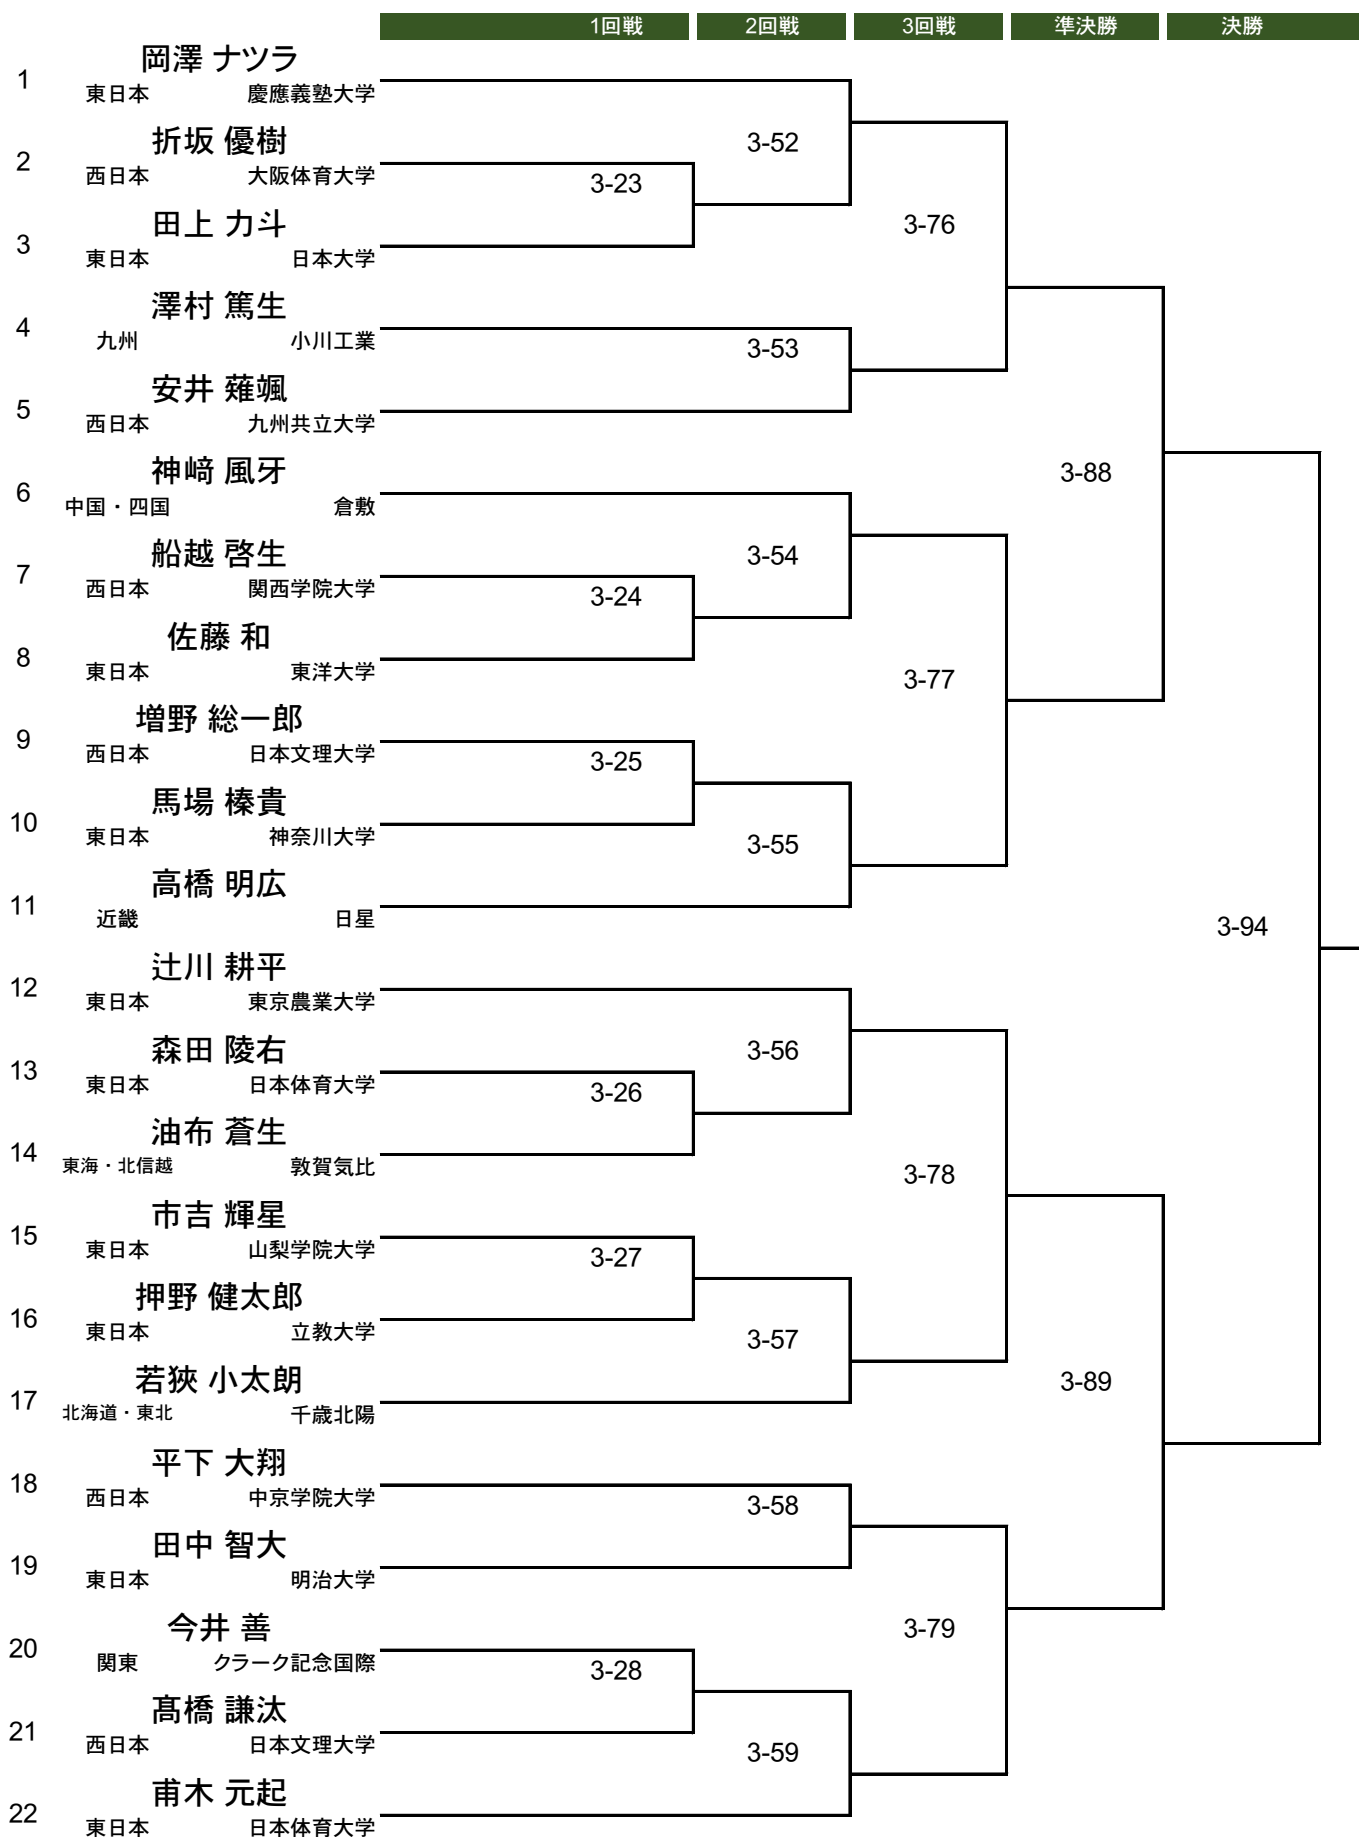 1回戦 2回戦 3回戦 準決勝 決勝
岡澤 ナツラ
1
東日本 慶應義塾大学
折坂 優樹
3-52
2
西日本 大阪体育大学
3-23
田上 力斗
3-76
3
東日本 日本大学
澤村 篤生
4
九州 小川工業
3-53
安井 薙颯
5
西日本 九州共立大学
神﨑 風牙
3-88
6
中国・四国 倉敷
船越 啓生
3-54
7
西日本 関西学院大学
3-24
佐藤 和
8
東日本 東洋大学
3-77
増野 総一郎
9
西日本 日本文理大学
3-25
馬場 榛貴
10
東日本 神奈川大学
3-55
高橋 明広
11
近畿 日星
3-94
辻川 耕平
12
東日本 東京農業大学
森田 陵右
3-56
13
東日本 日本体育大学
3-26
油布 蒼生
14
東海・北信越 敦賀気比
3-78
市吉 輝星
15
東日本 山梨学院大学
3-27
押野 健太郎
16
東日本 立教大学
3-57
若狹 小太朗
3-89
17
北海道・東北 千歳北陽
平下 大翔
18
西日本 中京学院大学
3-58
田中 智大
19
東日本 明治大学
今井 善
3-79
20
関東 クラーク記念国際
3-28
髙橋 謙汰
21
西日本 日本文理大学
3-59
甫木 元起
22
東日本 日本体育大学